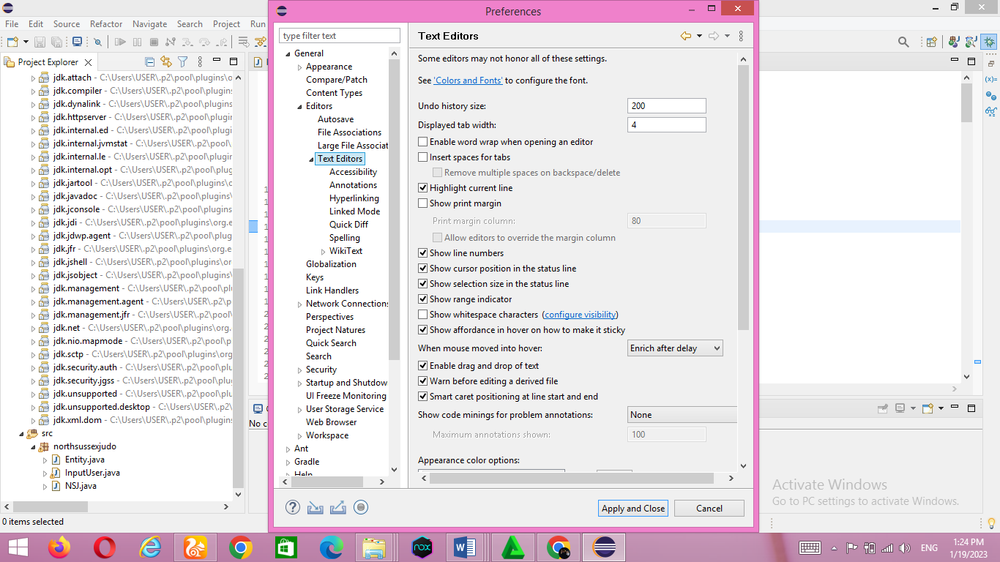 Preferences
File Edit Source Refactor Navigate Search Project Run
Project Explorer
jdk.attach - C:\Users\USER\.p2\pool\plugins\o
jdk.compiler - C:\Users\USER\.p2\pool\plugins
jdk.dynalink - C:\Users\USER\.p2\pool\plugins\
jdk.httpserver - C:\Users\USER\.p2\pool\plugi
jdk.internal.ed - C:\Users\USER\.p2\pool\plugi
jdk.internal.jvmstat - C:\Users\USER\.p2\pool\
jdk.internal.le - C:\Users\USER\.p2\pool\plugin
jdk.internal.opt - C:\Users\USER\.p2\pool\plug
jdk.jartool - C:\Users\USER\.p2\pool\plugins\o
jdk.javadoc - C:\Users\USER\.p2\pool\plugins\
jdk.jconsole - C:\Users\USER\.p2\pool\plugins\
jdk.jdi - C:\Users\USER\.p2\pool\plugins\org.e
jdk.jdwp.agent - C:\Users\USER\.p2\pool\plug
jdk.jfr - C:\Users\USER\.p2\pool\plugins\org.e
jdk.jshell - C:\Users\USER\.p2\pool\plugins\or
jdk.jsobject - C:\Users\USER\.p2\pool\plugins\
jdk.management - C:\Users\USER\.p2\pool\pl
jdk.management.agent - C:\Users\USER\.p2\p
jdk.management.jfr - C:\Users\USER\.p2\pool
jdk.net - C:\Users\USER\.p2\pool\plugins\org.
jdk.nio.mapmode - C:\Users\USER\.p2\pool\p
jdk.sctp - C:\Users\USER\.p2\pool\plugins\org
jdk.security.auth - C:\Users\USER\.p2\pool\plu
jdk.security.jgss - C:\Users\USER\.p2\pool\plu
jdk.unsupported - C:\Users\USER\.p2\pool\plu
jdk.unsupported.desktop - C:\Users\USER\.p2
jdk.xml.dom - C:\Users\USER\.p2\pool\plugins
src
northsussexjudo
Entity.java
InputUser.java
NSJ.java
0 items selected
No c
type filter text
General
Appearance
Compare/Patch
Content Types
Editors
Autosave
File Associations
Large File Associat
Text Editors
Accessibility
Annotations
Hyperlinking
Linked Mode
Quick Diff
Spelling
WikiText
Globalization
Keys
Link Handlers
Network Connections
Perspectives
Project Natures
Quick Search
Search
Security
Startup and Shutdow
UI Freeze Monitoring
User Storage Service
Web Browser
Workspace
Ant
Gradle
Help
Text Editors
Some editors may not honor all of these settings.
See 'Colors and Fonts' to configure the font.
Undo history size: 200
Displayed tab width: 4
Enable word wrap when opening an editor
Insert spaces for tabs
Remove multiple spaces on backspace/delete
Highlight current line
Show print margin
Print margin column: 80
Allow editors to override the margin column
Show line numbers
Show cursor position in the status line
Show selection size in the status line
Show range indicator
Show whitespace characters (configure visibility)
Show affordance in hover on how to make it sticky
When mouse moved into hover: Enrich after delay
Enable drag and drop of text
Warn before editing a derived file
Smart caret positioning at line start and end
Show code minings for problem annotations: None
Maximum annotations shown: 100
Appearance color options:
Apply and Close Cancel
Activate Windows
Go to PC settings to activate Windows.
nox
ENG
1:24 PM
1/19/2023